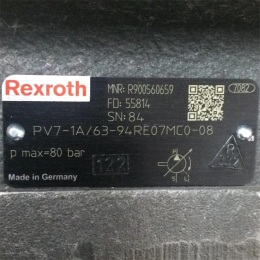 Rexroth
MNR: R900560659
FD: 55814
SN: 84
7082
PV7-1A/63-94RE07MC0-08
p max=80 bar
122
Made in Germany